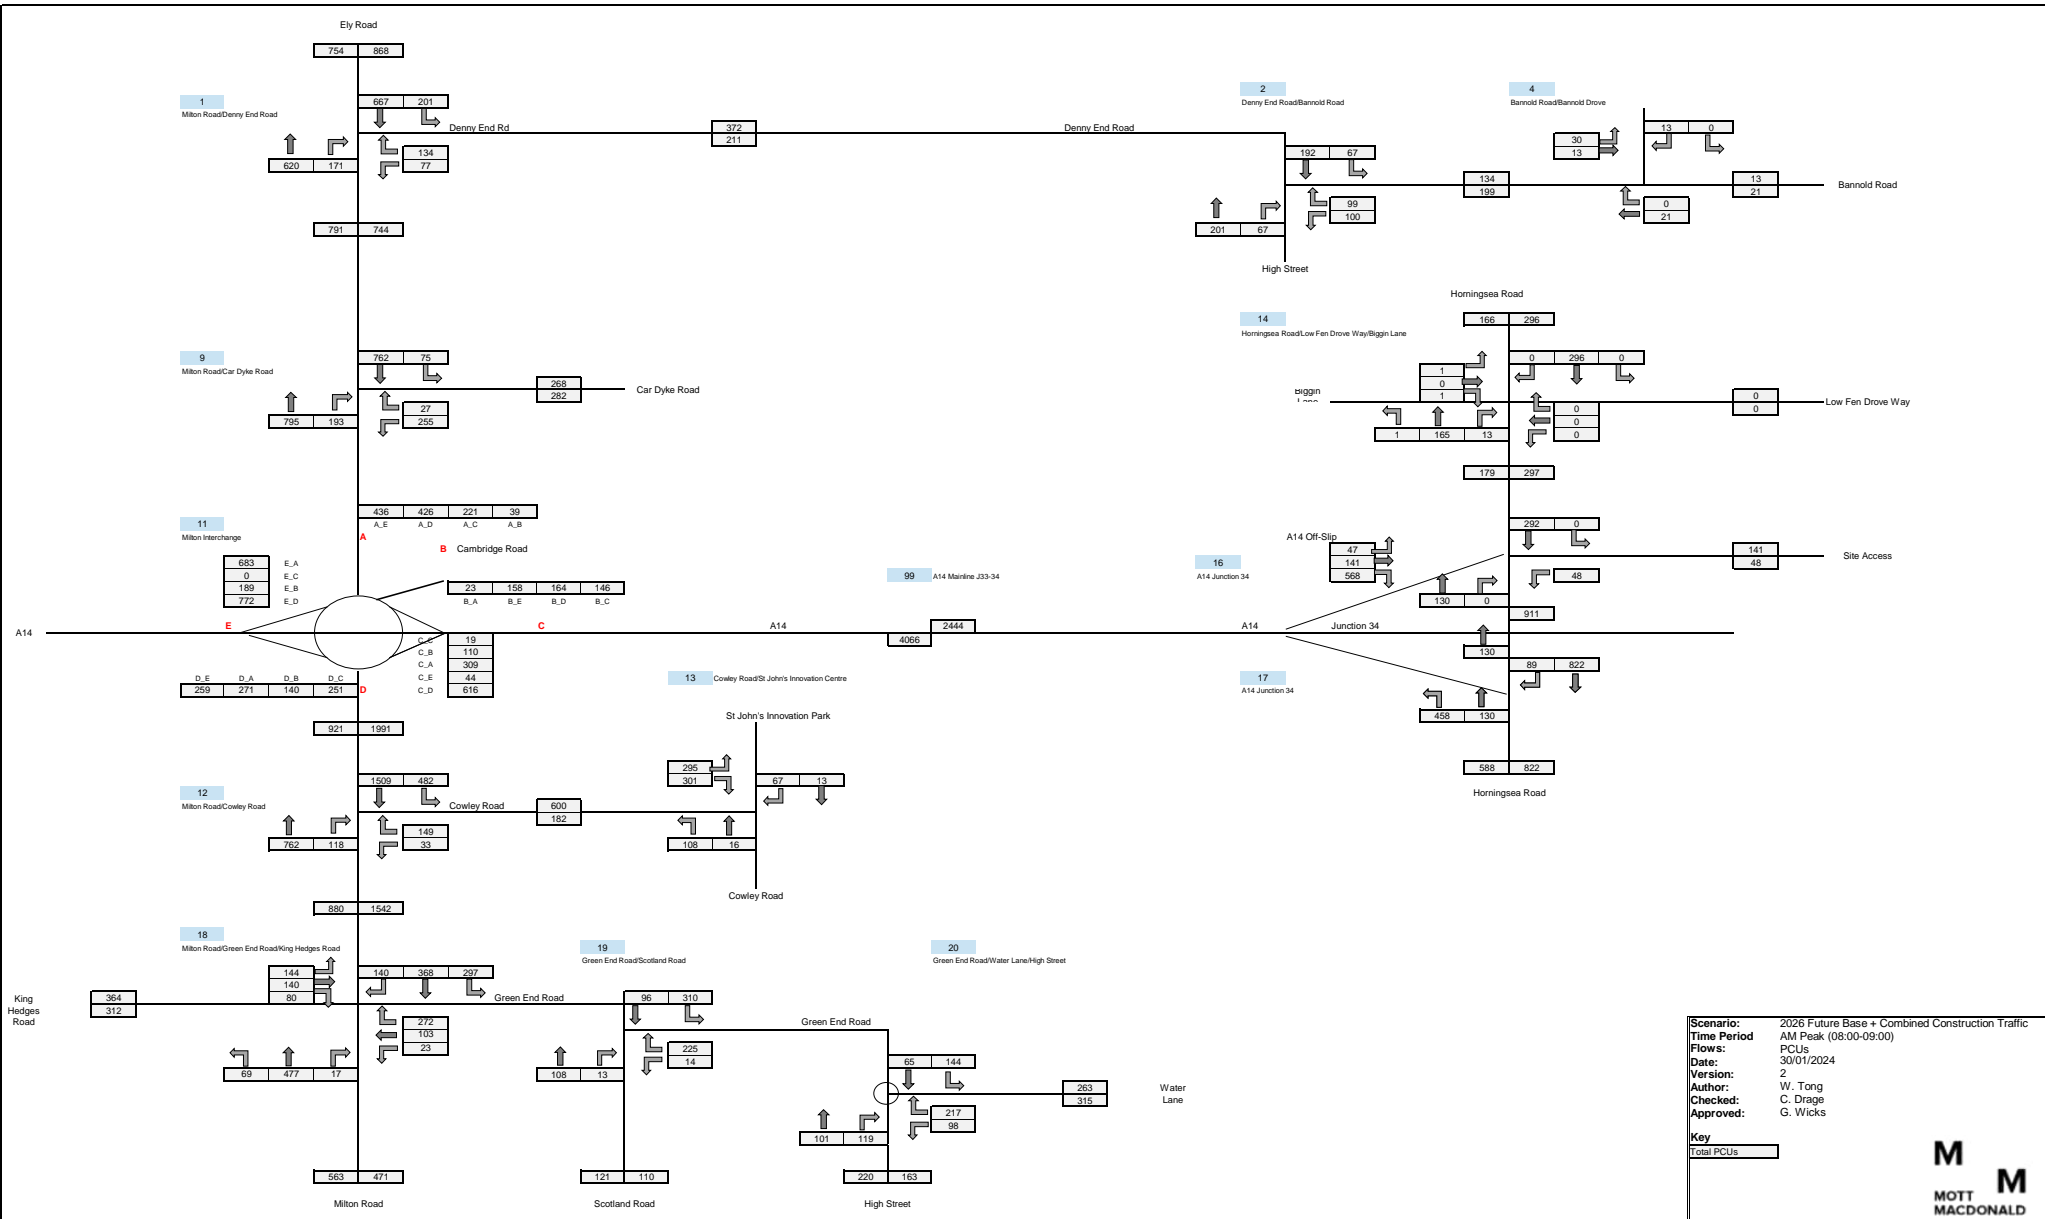 Ely Road
754 868
1
Milton Road/Denny End Road
667 201
Denny End Rd
134
77
620 171
372
211
Denny End Road
2
Denny End Road/Bannold Road
192 67
99
100
201 67
High Street
134
199
4
Bannold Road/Bannold Drove
30
13
13 0
0
21
13
21
Bannold Road
791 744
9
Milton Road/Car Dyke Road
762 75
27
255
795 193
268
282
Car Dyke Road
Horningsea Road
166 296
14
Horningsea Road/Low Fen Drove Way/Biggin Lane
0 296 0
1
0
1
Biggin
Lane
1 165 13
0
0
0
0
0
Low Fen Drove Way
179 297
11
Milton Interchange
436 426 221 39
A_E A_D A_C A_B
A
B Cambridge Road
683 E_A
0 E_C
189 E_B
772 E_D
23 158 164 146
B_A B_E B_D B_C
A14
E
C
A14
C_C 19
C_B 110
C_A 309
C_E 44
C_D 616
D_E D_A D_B D_C
259 271 140 251
D
99 A14 Mainline J33-34
2444
4066
A14
Junction 34
16
A14 Junction 34
A14 Off-Slip
47
141
568
292 0
48
130 0
141
48
Site Access
911
130
17
A14 Junction 34
89 822
458 130
588 822
Horningsea Road
921 1991
12
Milton Road/Cowley Road
1509 482
Cowley Road
149
33
762 118
600
182
13 Cowley Road/St John's Innovation Centre
St John's Innovation Park
295
301
67 13
108 16
Cowley Road
880 1542
18
Milton Road/Green End Road/King Hedges Road
144
140
80
140 368 297
King
Hedges
Road
364
312
Green End Road
272
103
23
69 477 17
563 471
Milton Road
19
Green End Road/Scotland Road
96 310
225
14
108 13
121 110
Scotland Road
20
Green End Road/Water Lane/High Street
Green End Road
65 144
217
98
101 119
263
315
Water
Lane
220 163
High Street
Scenario: 2026 Future Base + Combined Construction Traffic
Time Period AM Peak (08:00-09:00)
Flows: PCUs
Date: 30/01/2024
Version: 2
Author: W. Tong
Checked: C. Drage
Approved: G. Wicks
Key
Total PCUs
M
M
MOTT
MACDONALD